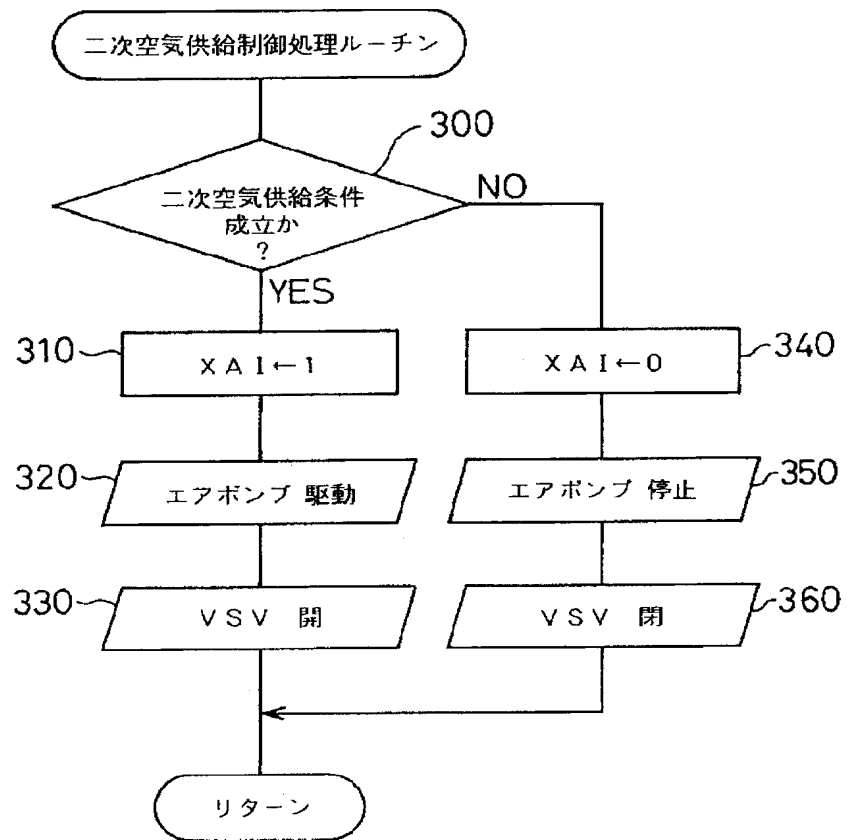 二次空気供給制御処理ルーチン
300
二次空気供給条件
成立か
?
NO
YES
310
XAI←1
340
XAI←0
320
エアポンプ 駆動
350
エアポンプ 停止
330
VSV 開
360
VSV 閉
リターン